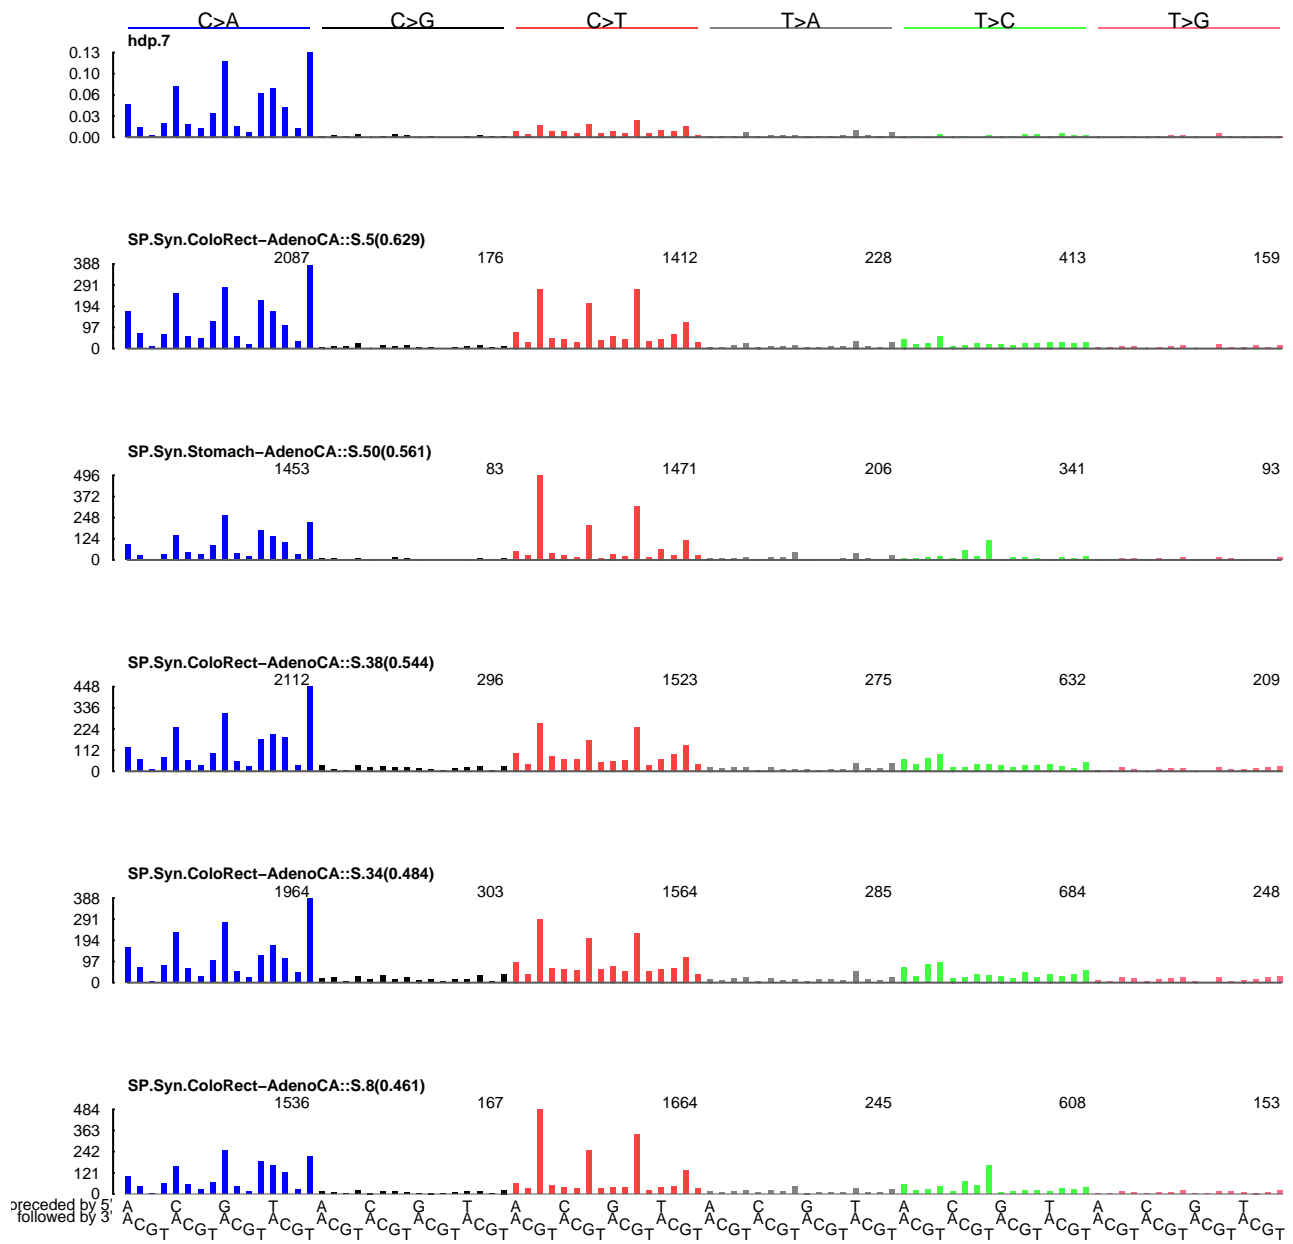 C>A C>G C>T T>A T>C T>G
hdp.7
0.13
0.10
0.06
0.03
0.00
SP.Syn.ColoRect−AdenoCA::S.5(0.629)
2087 176 1412 228 413 159
388
291
194
97
0
SP.Syn.Stomach−AdenoCA::S.50(0.561)
1453 83 1471 206 341 93
496
372
248
124
0
SP.Syn.ColoRect−AdenoCA::S.38(0.544)
2112 296 1523 275 632 209
448
336
224
112
0
SP.Syn.ColoRect−AdenoCA::S.34(0.484)
1964 303 1564 285 684 248
388
291
194
97
0
SP.Syn.ColoRect−AdenoCA::S.8(0.461)
1536 167 1664 245 608 153
484
363
242
121
0
preceded by 5' A C G T A C G T A C G T A C G T A C G T A C G T
followed by 3' A C G T A C G T A C G T A C G T A C G T A C G T A C G T A C G T A C G T A C G T A C G T A C G T A C G T A C G T A C G T A C G T A C G T A C G T A C G T A C G T A C G T A C G T A C G T A C G T